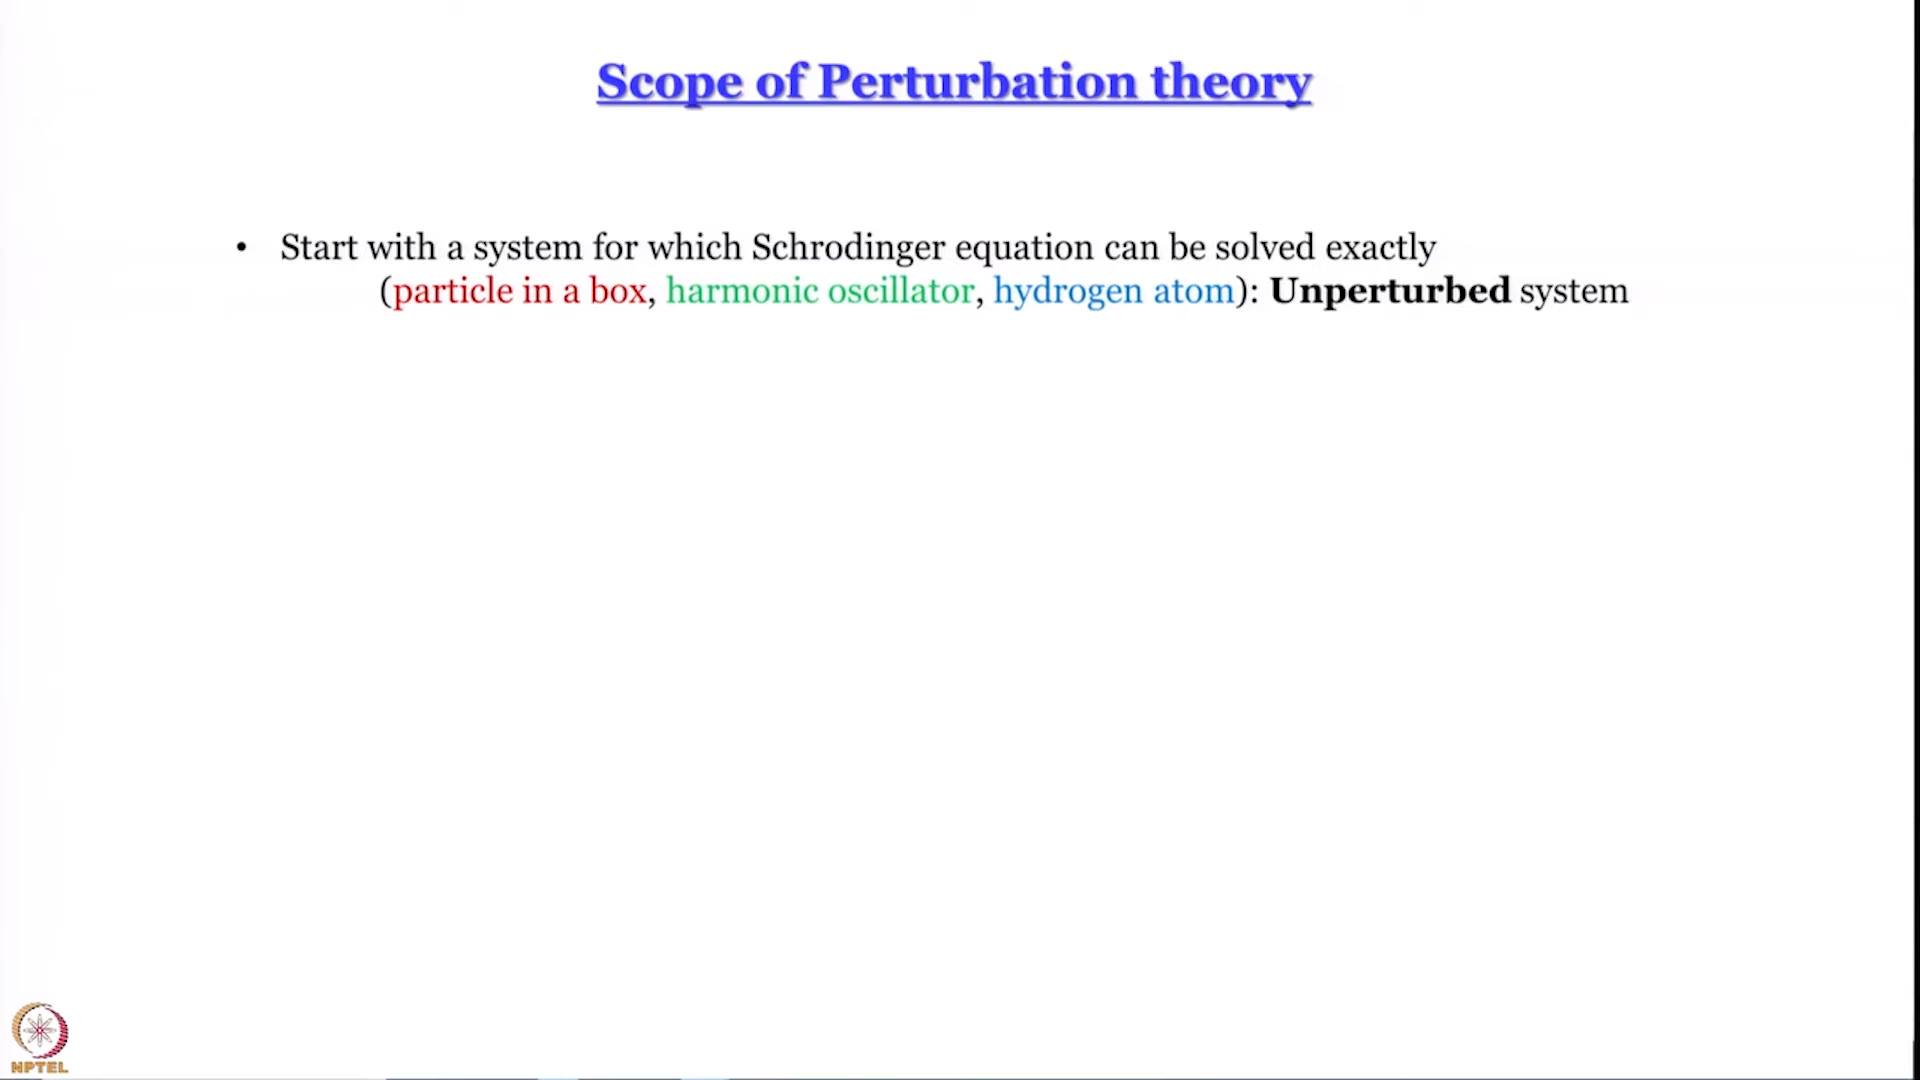 Scope of Perturbation theory
• Start with a system for which Schrodinger equation can be solved exactly
(particle in a box, harmonic oscillator, hydrogen atom): Unperturbed system
NPTEL